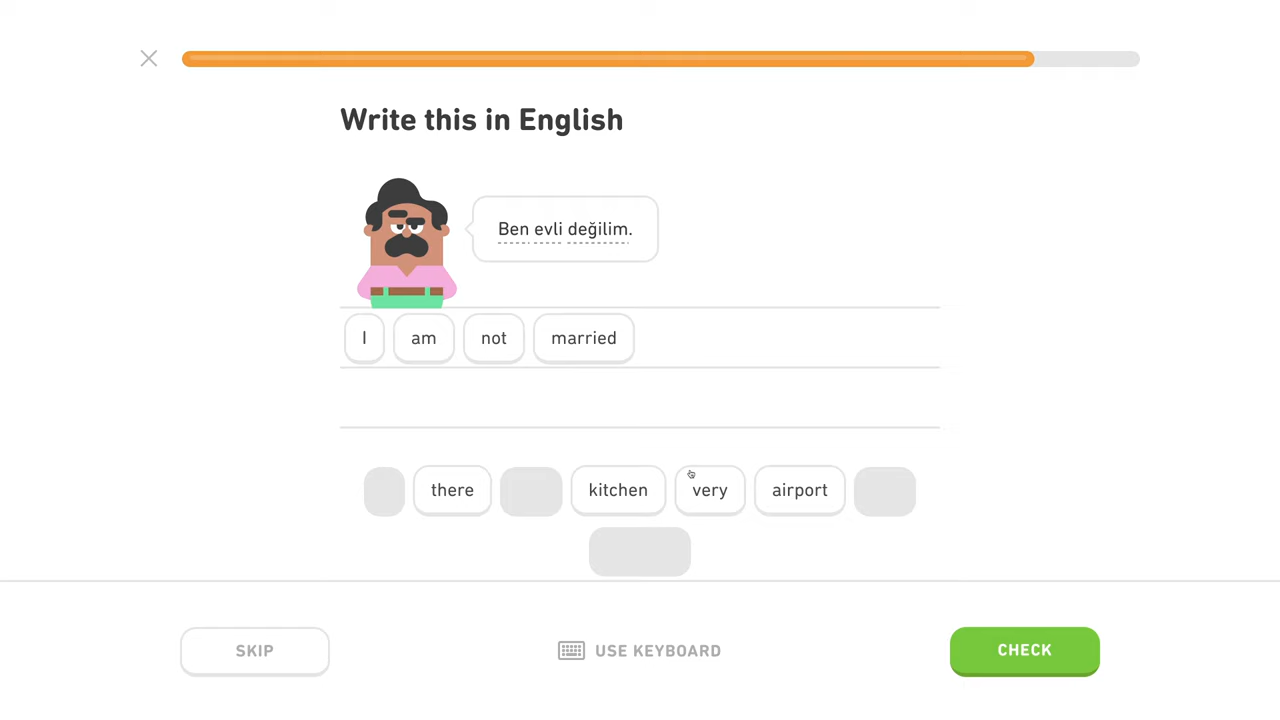 Write this in English
Ben evli değilim.
I am not married
there kitchen very airport
SKIP USE KEYBOARD CHECK